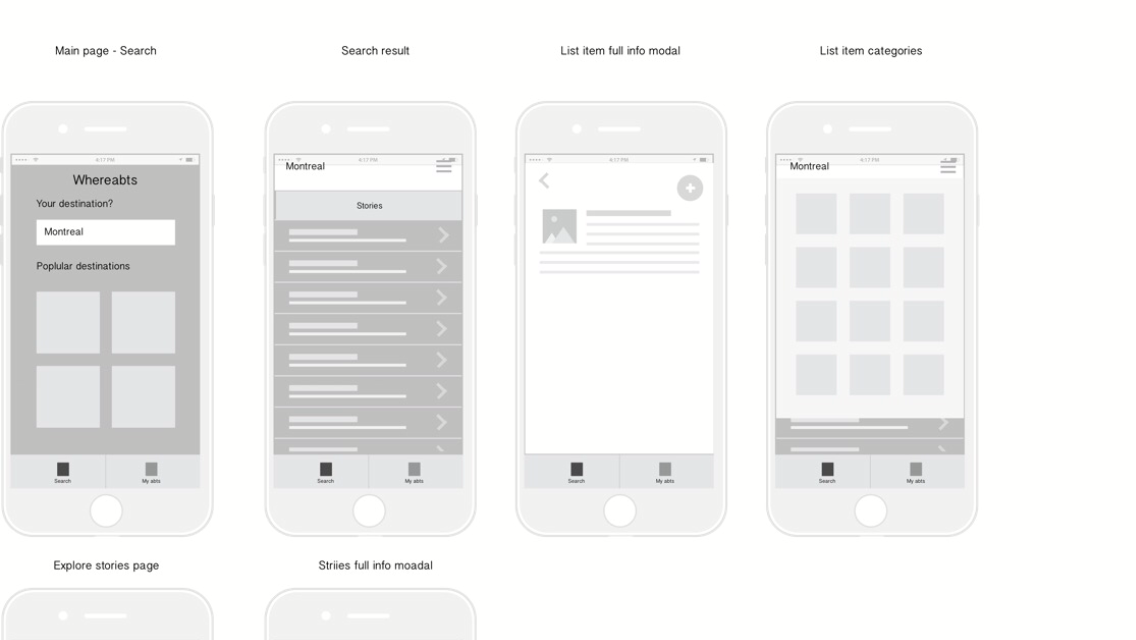 Main page - Search
Search result
List item full info modal
List item categories
4:17 PM
Whereabts
Your destination?
Montreal
Poplular destinations
Search
My abts
4:17 PM
Montreal
Stories
Search
My abts
4:17 PM
Search
My abts
4:17 PM
Montreal
Search
My abts
Explore stories page
Striies full info moadal